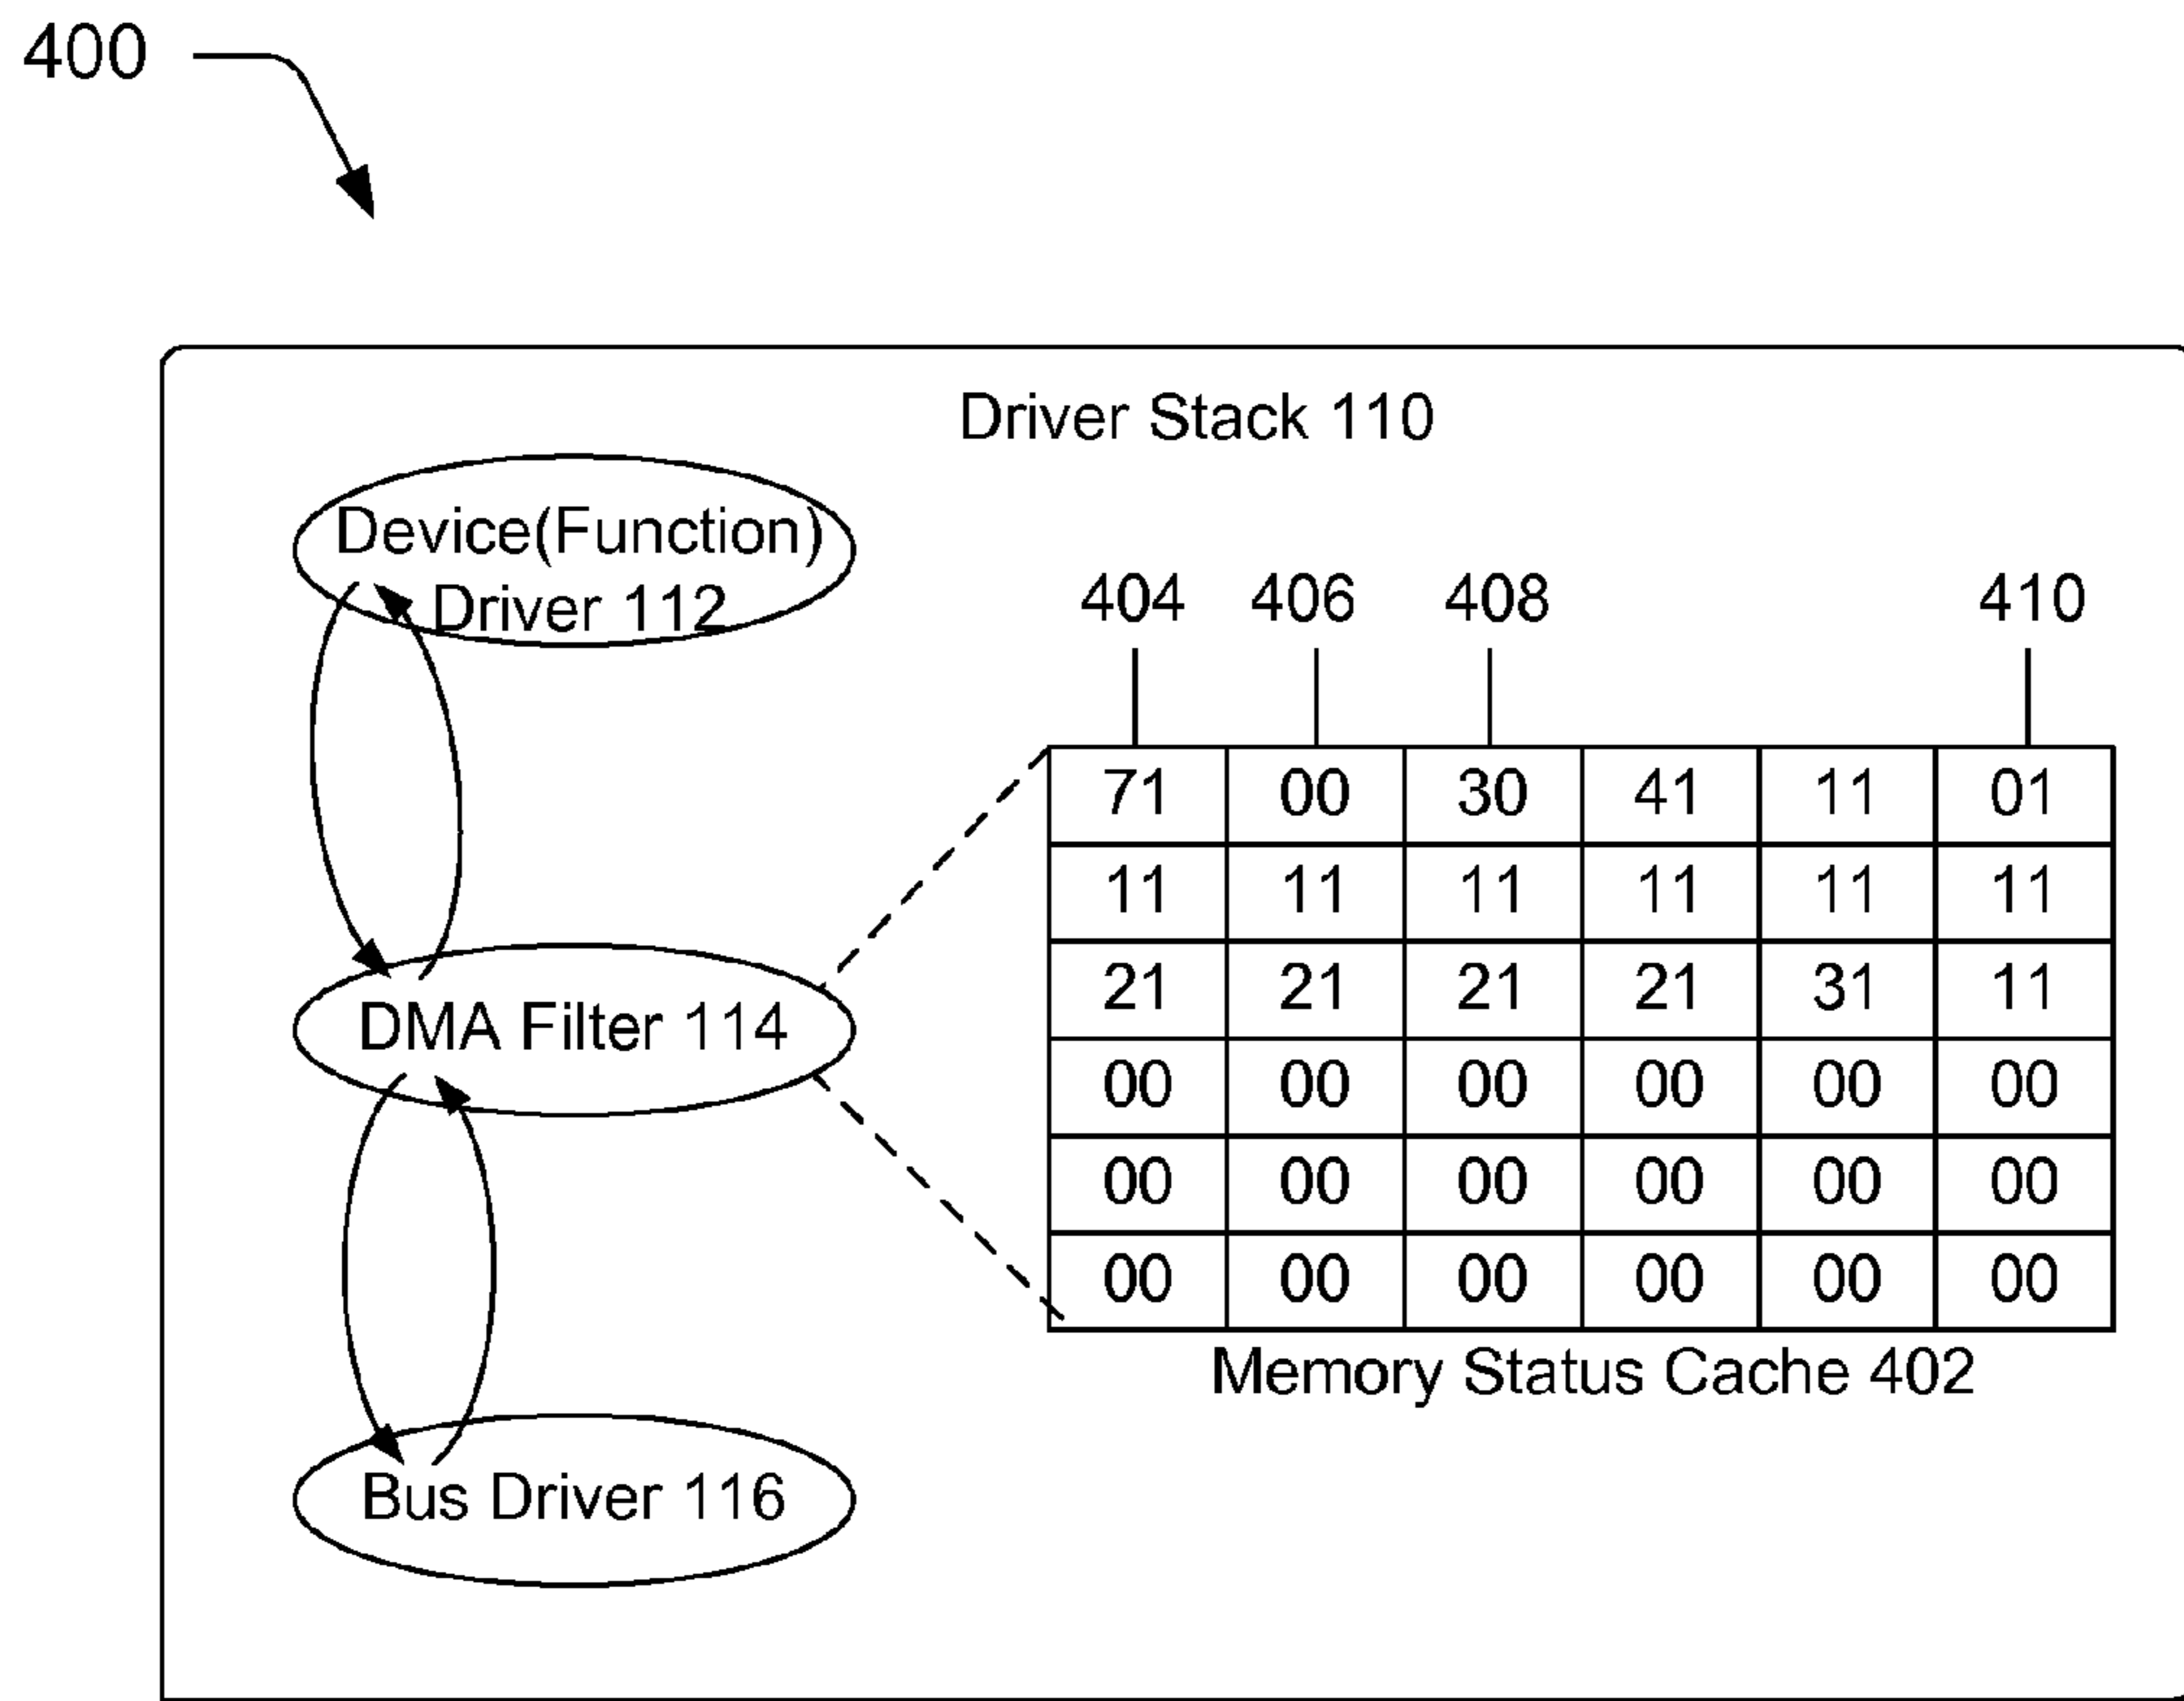 400
Driver Stack 110
Device(Function)
Driver 112
404 406 408 410
71 00 30 41 11 01
11 11 11 11 11 11
21 21 21 21 31 11
DMA Filter 114
00 00 00 00 00 00
00 00 00 00 00 00
00 00 00 00 00 00
Memory Status Cache 402
Bus Driver 116